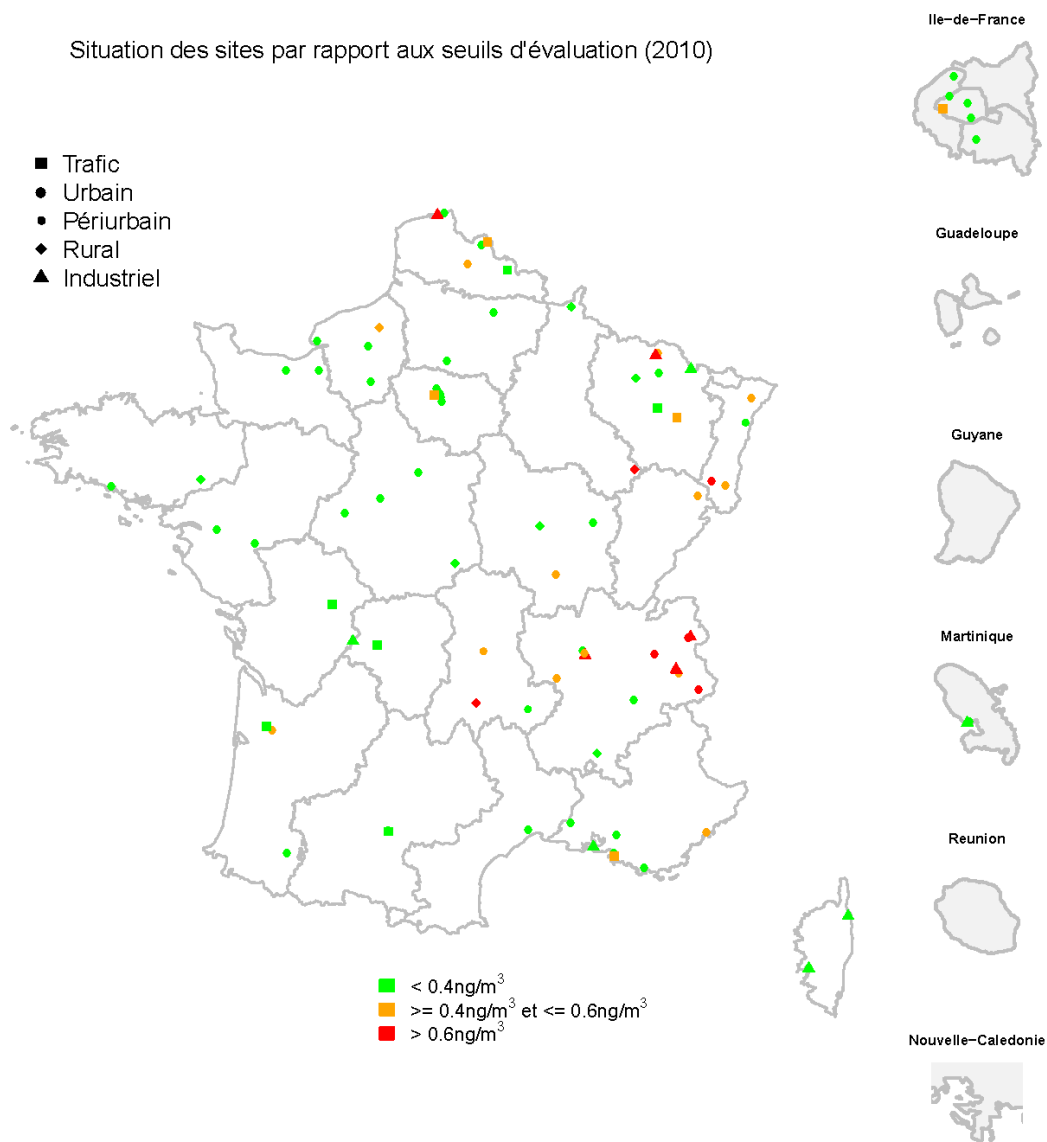 Situation des sites par rapport aux seuils d'évaluation (2010)
Trafic
Urbain
Périurbain
Rural
Industriel
< 0.4ng/m³
>= 0.4ng/m³ et <= 0.6ng/m³
> 0.6ng/m³
Ile−de−France
Guadeloupe
Guyane
Martinique
Reunion
Nouvelle−Caledonie